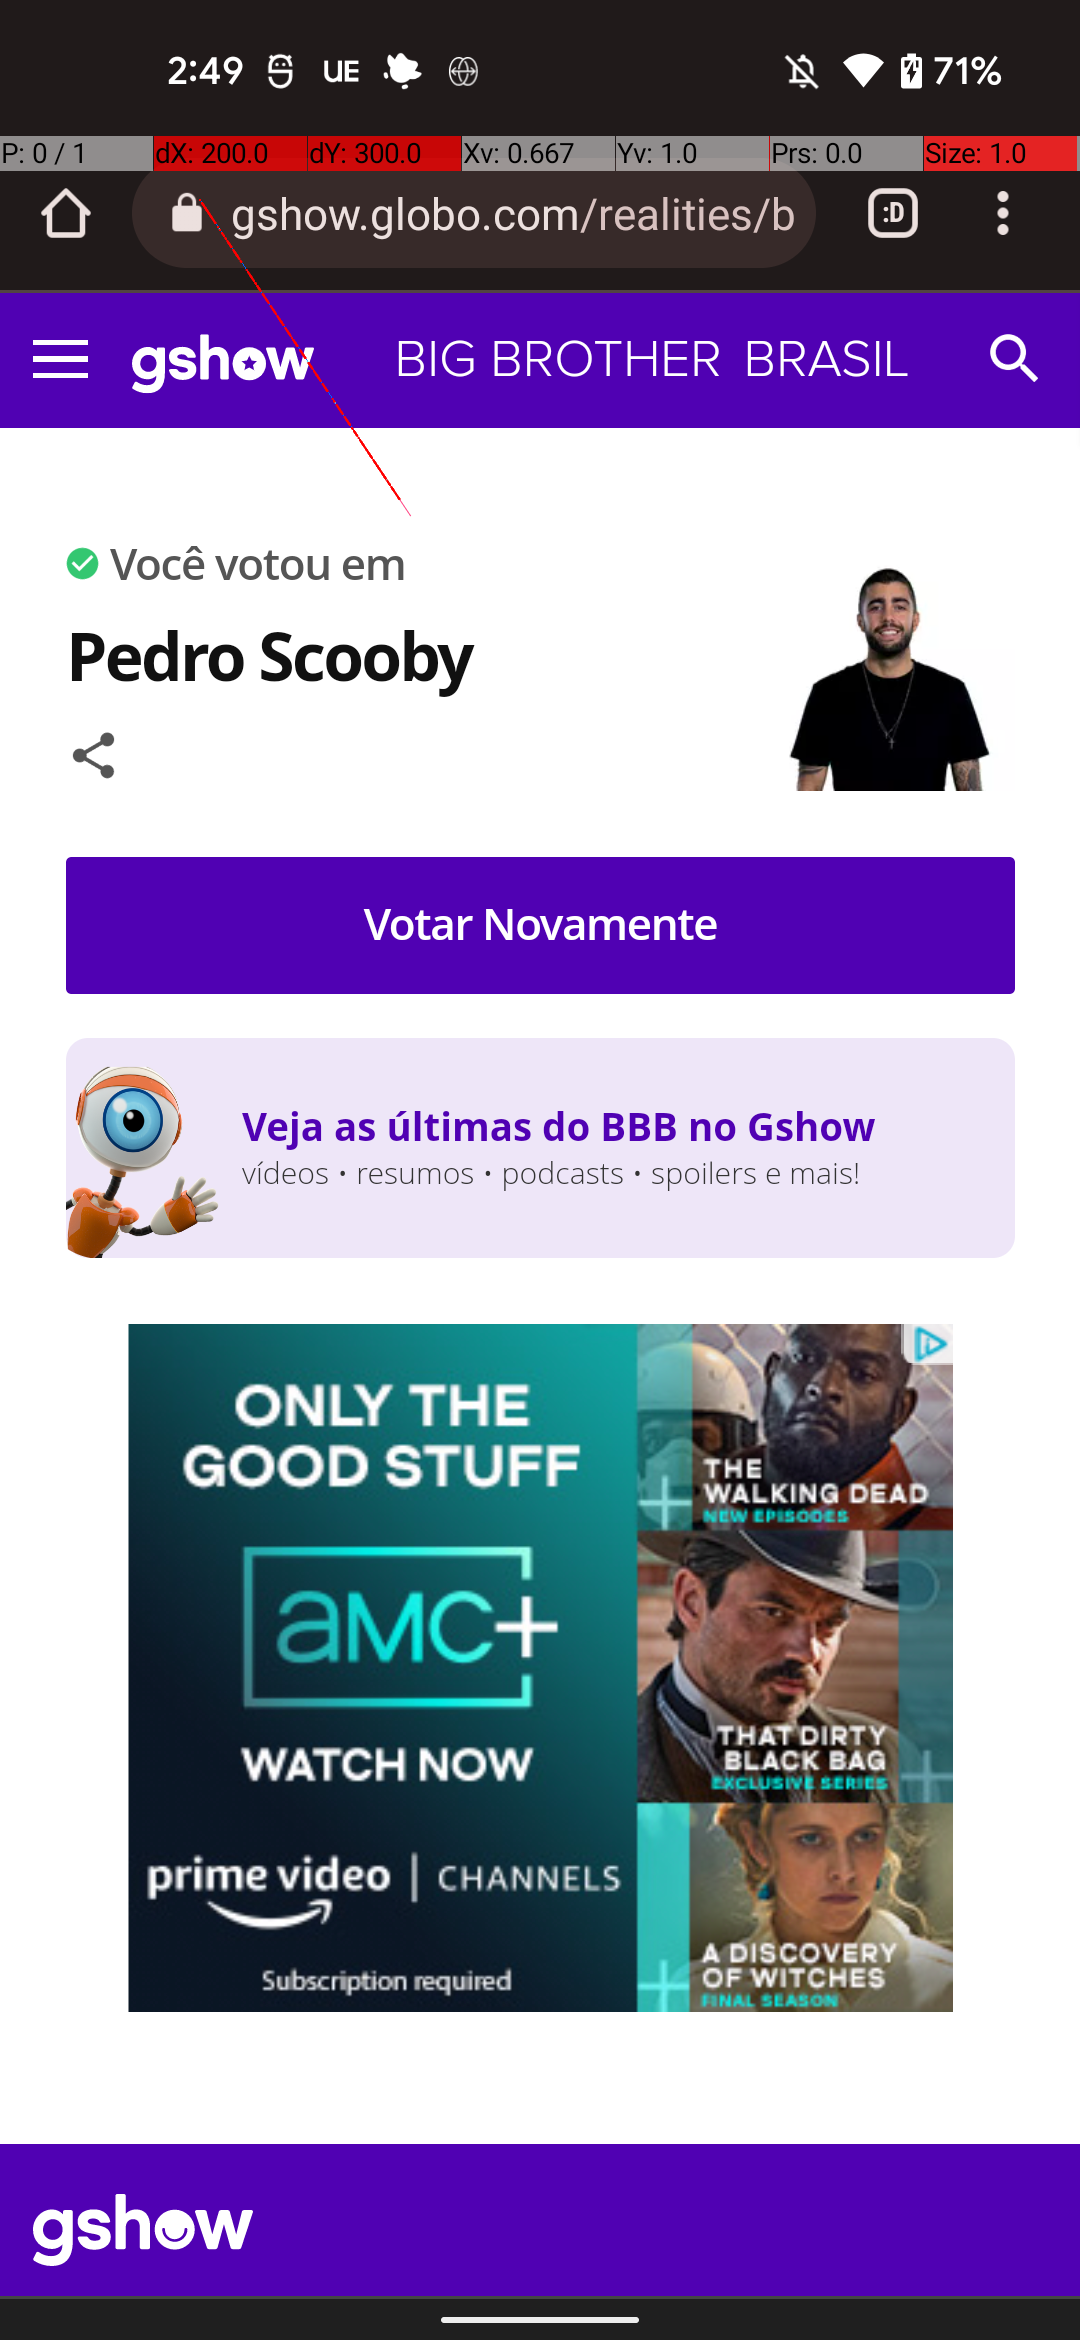 2:49 UE 71%
P: 0 / 1 dX: 200.0 dY: 300.0 Xv: 0.667 Yv: 1.0 Prs: 0.0 Size: 1.0
gshow.globo.com/realities/b :D
gshow BIG BROTHER BRASIL
Você votou em
Pedro Scooby
Votar Novamente
Veja as últimas do BBB no Gshow
vídeos • resumos • podcasts • spoilers e mais!
ONLY THE
GOOD STUFF
aMC+
WATCH NOW
prime video | CHANNELS
Subscription required
THE
WALKING DEAD
NEW EPISODES
THAT DIRTY
BLACK BAG
EXCLUSIVE SERIES
A DISCOVERY
OF WITCHES
FINAL SEASON
gshow